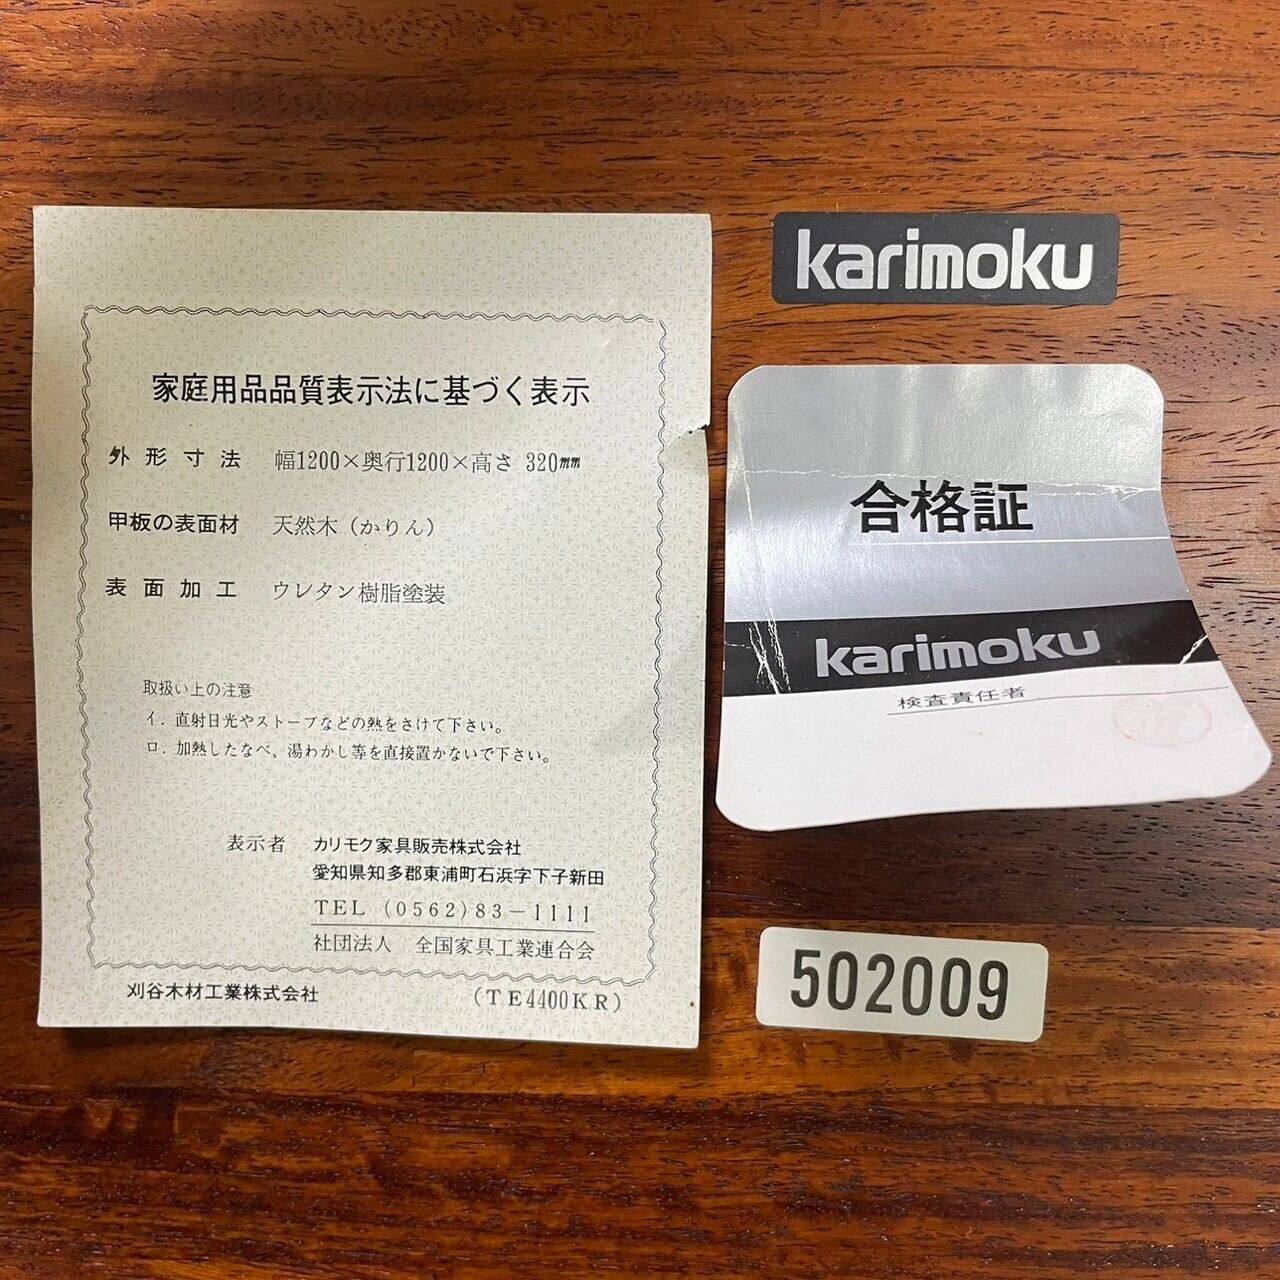 家庭用品品質表示法に基づく表示
外形寸法 幅1200×奥行1200×高さ 320㎜
甲板の表面材 天然木（かりん）
表面加工 ウレタン樹脂塗装
取扱い上の注意
イ．直射日光やストーブなどの熱をさけて下さい。
ロ．加熱したなべ、湯わかし等を直接置かないで下さい。
表示者 カリモク家具販売株式会社
愛知県知多郡東浦町石浜字下子新田
TEL (0562)83－1111
社団法人 全国家具工業連合会
刈谷木材工業株式会社 (TE4400KR)
karimoku
合格証
karimoku
検査責任者
502009